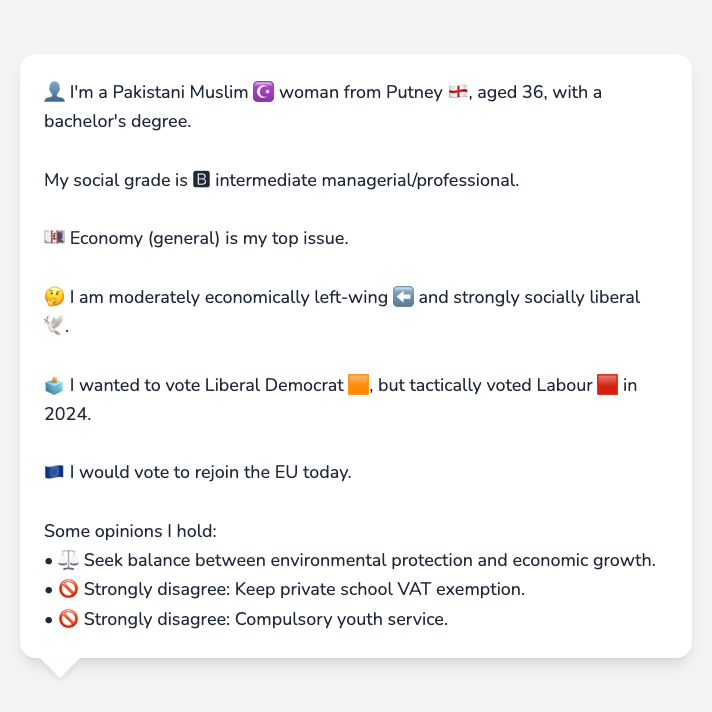 👤 I'm a Pakistani Muslim ☪️ woman from Putney 🏴󠁧󠁢󠁥󠁮󠁧󠁿, aged 36, with a
bachelor's degree.
My social grade is 🅱 intermediate managerial/professional.
💷 Economy (general) is my top issue.
🤔 I am moderately economically left-wing ⬅️ and strongly socially liberal
🕊️.
🗳️ I wanted to vote Liberal Democrat 🟧, but tactically voted Labour 🟥 in
2024.
🇪🇺 I would vote to rejoin the EU today.
Some opinions I hold:
• ⚖️ Seek balance between environmental protection and economic growth.
• 🚫 Strongly disagree: Keep private school VAT exemption.
• 🚫 Strongly disagree: Compulsory youth service.